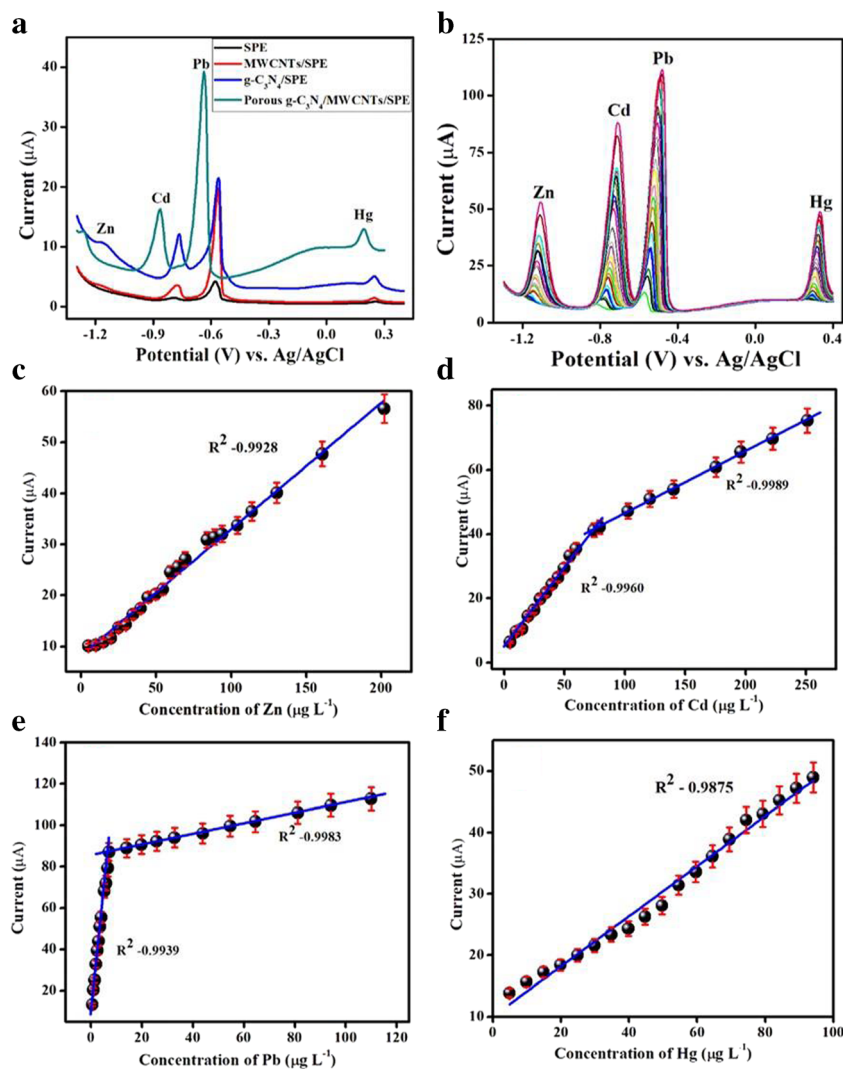 a
SPE
MWCNTs/SPE
g-C₃N₄/SPE
Porous g-C₃N₄/MWCNTs/SPE
Pb
Cd
Zn
Hg
40
30
20
10
0
Current (μA)
-1.2 -0.9 -0.6 -0.3 0.0 0.3
Potential (V) vs. Ag/AgCl
b
Pb
Cd
Zn
Hg
125
100
75
50
25
0
Current (μA)
-1.2 -0.8 -0.4 0.0 0.4
Potential (V) vs. Ag/AgCl
c
R² -0.9928
60
50
40
30
20
10
Current (μA)
0 50 100 150 200
Concentration of Zn (μg L⁻¹)
d
R² -0.9989
R² -0.9960
80
60
40
20
0
Current (μA)
0 50 100 150 200 250
Concentration of Cd (μg L⁻¹)
e
R² -0.9983
R² -0.9939
140
120
100
80
60
40
20
Current (μA)
0 20 40 60 80 100 120
Concentration of Pb (μg L⁻¹)
f
R² - 0.9875
50
40
30
20
10
Current (μA)
0 20 40 60 80 100
Concentration of Hg (μg L⁻¹)